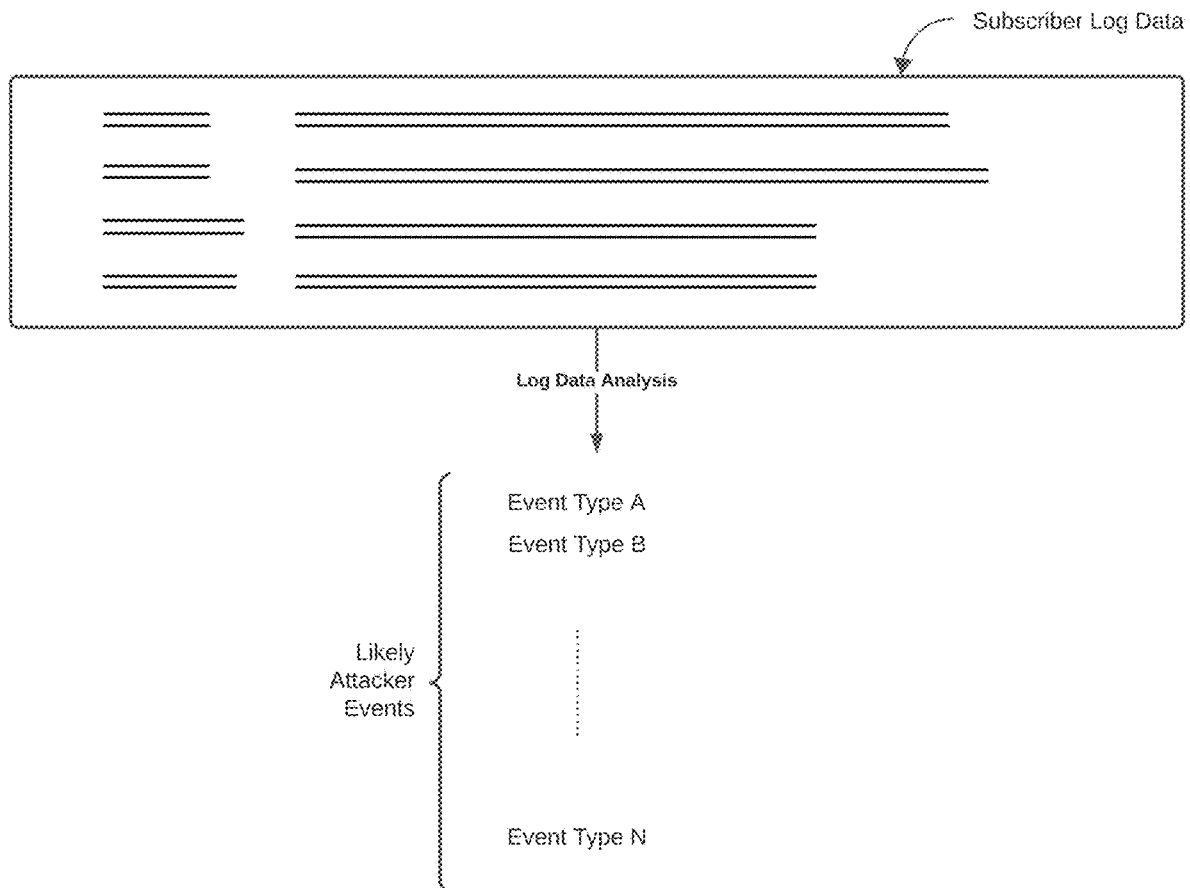 Subscriber Log Data
Log Data Analysis
Event Type A
Event Type B
Likely
Attacker
Events
Event Type N